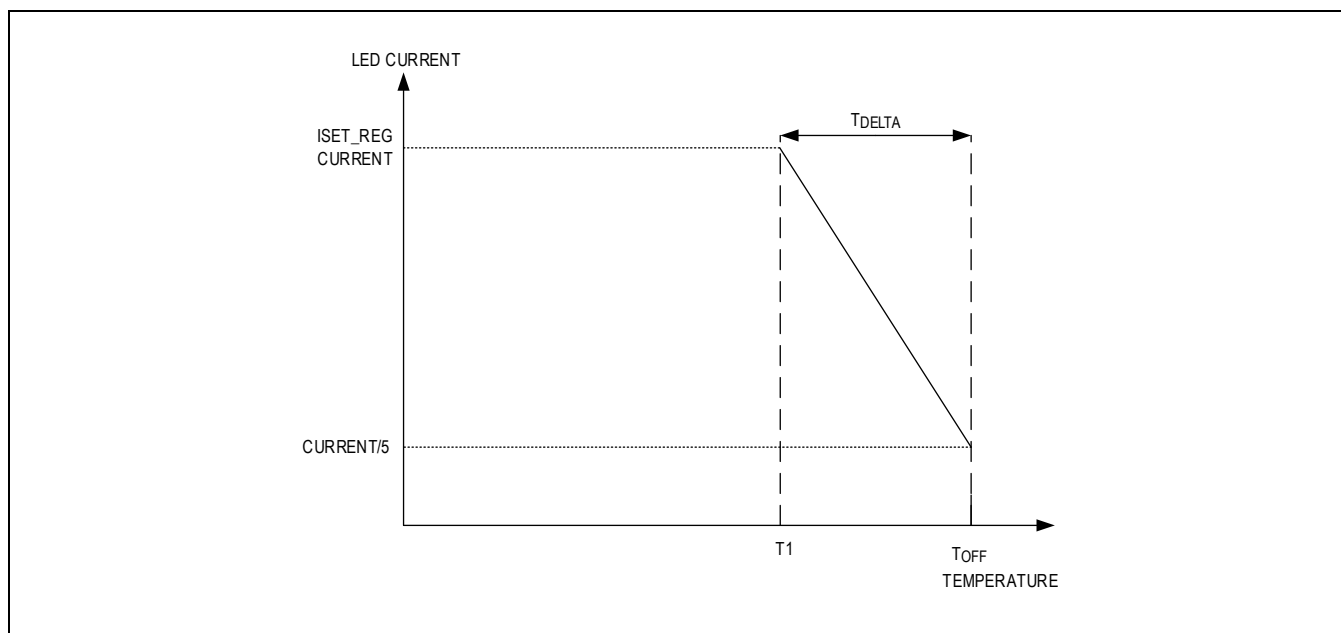 LED CURRENT
ISET_REG
CURRENT
TDELTA
CURRENT/5
T1
TOFF
TEMPERATURE